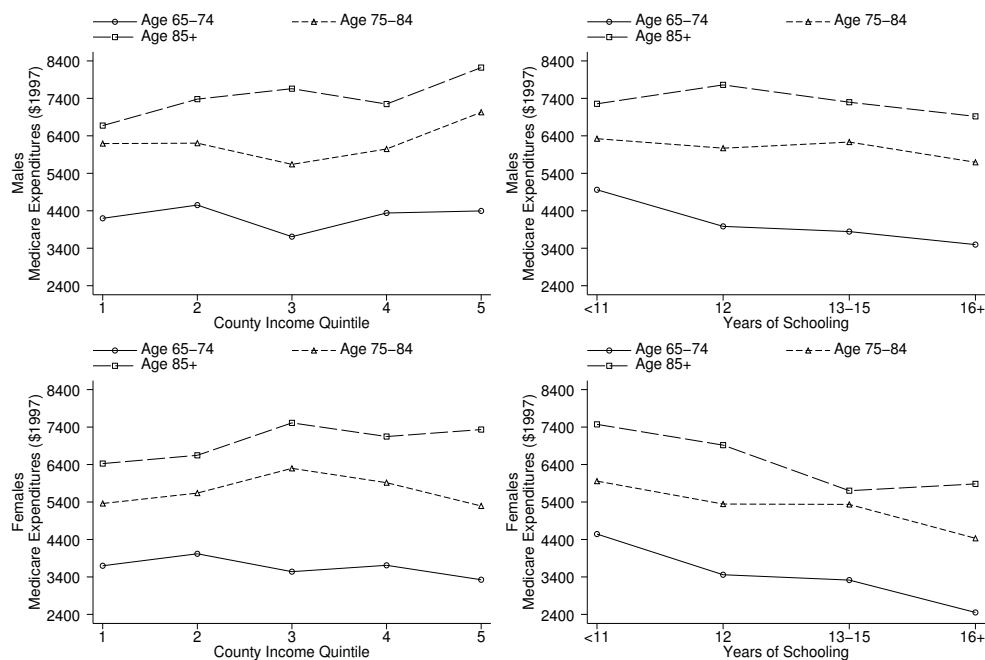 Age 65−74 Age 75−84
Age 85+
Males
Medicare Expenditures ($1997)
8400
7400
6400
5400
4400
3400
2400
1 2 3 4 5
County Income Quintile
Age 65−74 Age 75−84
Age 85+
Males
Medicare Expenditures ($1997)
8400
7400
6400
5400
4400
3400
2400
<11 12 13−15 16+
Years of Schooling
Age 65−74 Age 75−84
Age 85+
Females
Medicare Expenditures ($1997)
8400
7400
6400
5400
4400
3400
2400
1 2 3 4 5
County Income Quintile
Age 65−74 Age 75−84
Age 85+
Females
Medicare Expenditures ($1997)
8400
7400
6400
5400
4400
3400
2400
<11 12 13−15 16+
Years of Schooling